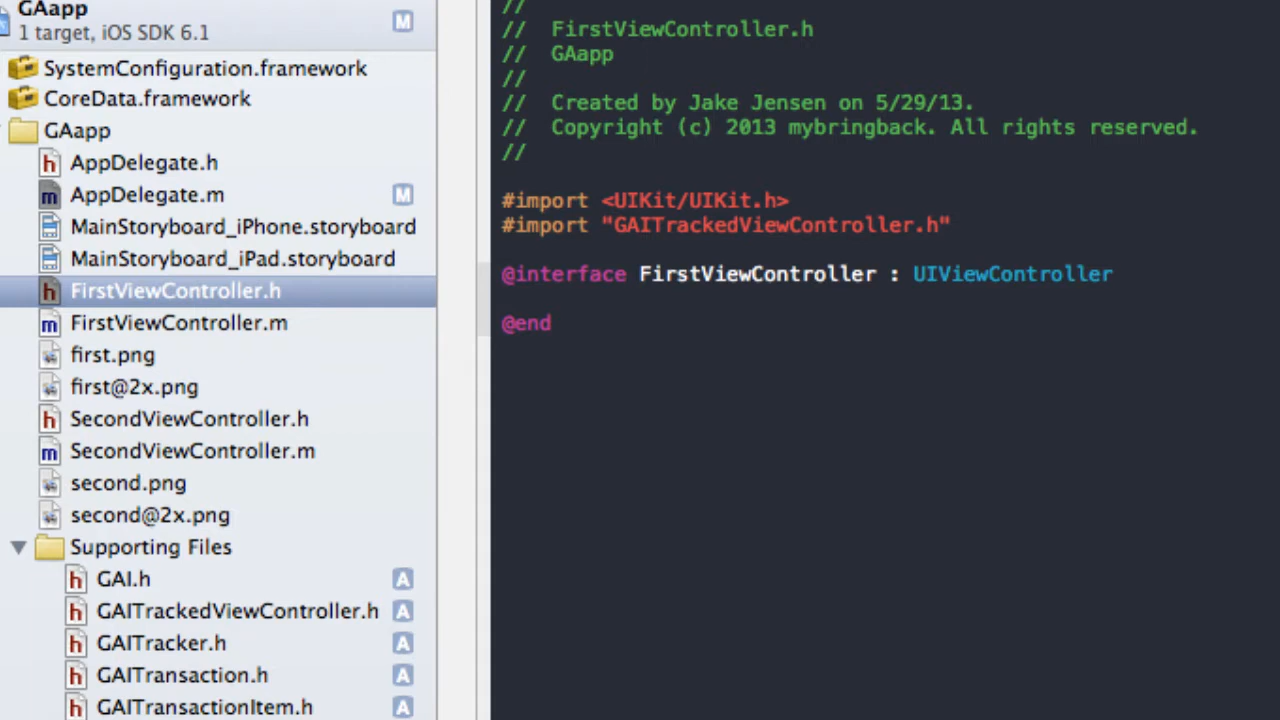 GAapp
M
1 target, iOS SDK 6.1
SystemConfiguration.framework
CoreData.framework
GAapp
h AppDelegate.h
m AppDelegate.m M
MainStoryboard_iPhone.storyboard
MainStoryboard_iPad.storyboard
h FirstViewController.h
m FirstViewController.m
first.png
first@2x.png
h SecondViewController.h
m SecondViewController.m
second.png
second@2x.png
Supporting Files
h GAI.h A
h GAITrackedViewController.h A
h GAITracker.h A
h GAITransaction.h A
h GAITransactionItem.h A
//
// FirstViewController.h
// GAapp
//
// Created by Jake Jensen on 5/29/13.
// Copyright (c) 2013 mybringback. All rights reserved.
//
#import <UIKit/UIKit.h>
#import "GAITrackedViewController.h"
@interface FirstViewController : UIViewController
@end